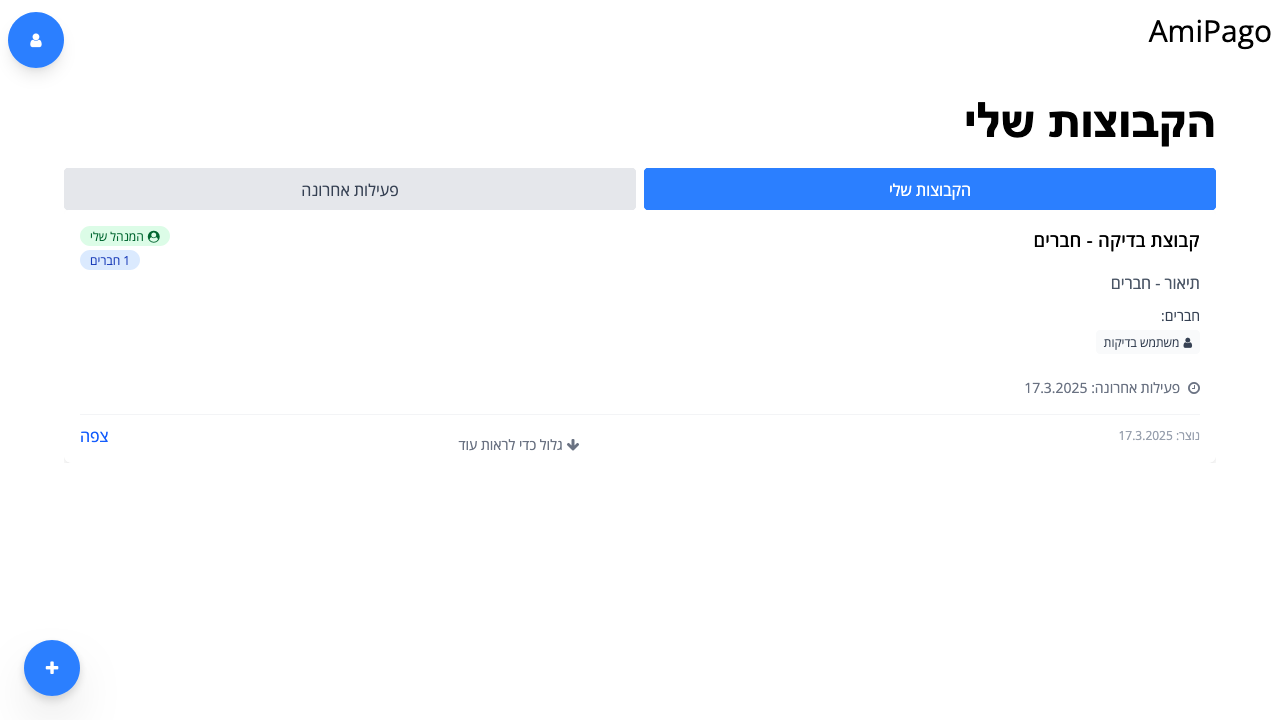 AmiPago
הקבוצות שלי
הקבוצות שלי
פעילות אחרונה
קבוצת בדיקה - חברים
המנהל שלי
1 חברים
תיאור - חברים
חברים:
משתמש בדיקות
פעילות אחרונה: 17.3.2025
נוצר: 17.3.2025
גלול כדי לראות עוד
צפה